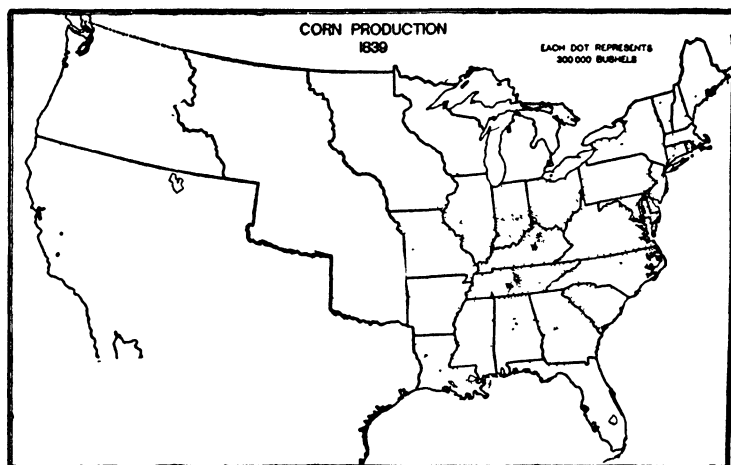 CORN PRODUCTION
1839
EACH DOT REPRESENTS
300 000 BUSHELS